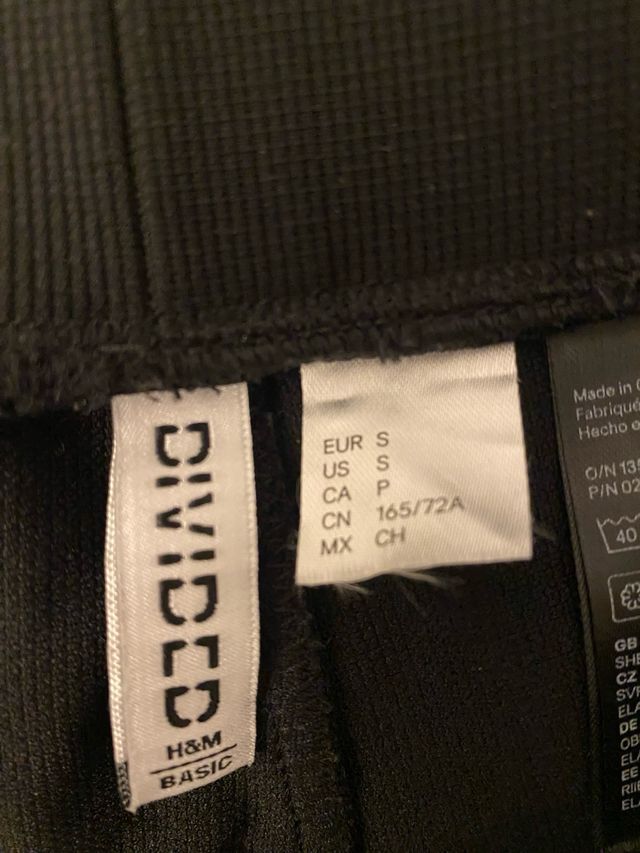 DIVIDED
H&M
BASIC
EUR S
US S
CA P
CN 165/72A
MX CH
Made in
Fabriqué
Hecho
O/N
P/N
40
GB
CZ
DE
EE